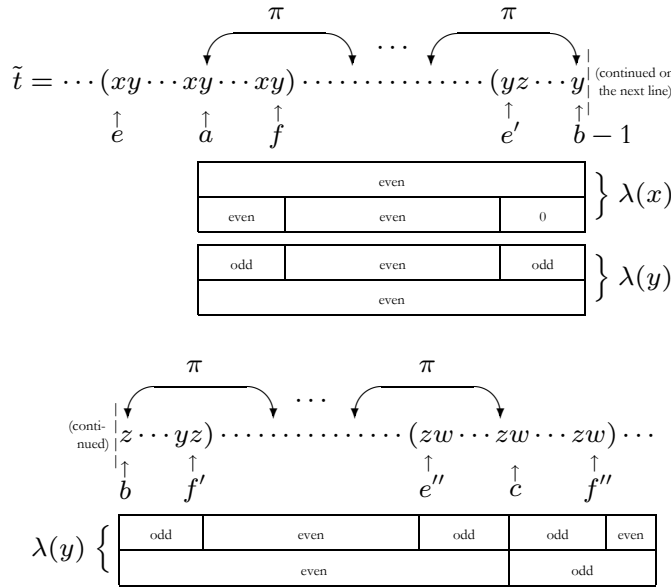 π π
⋯
t̃ = ⋯ (xy ⋯ xy ⋯ xy) ⋯⋯⋯⋯⋯⋯ (yz ⋯ y (continued on
the next line)
↑ ↑ ↑ ↑ ↑
e a f e′ b − 1
even
even even 0
} λ(x)
odd even odd
even
} λ(y)
π π
⋯
(conti-
nued) z ⋯ yz) ⋯⋯⋯⋯⋯⋯ (zw ⋯ zw ⋯ zw) ⋯
↑ ↑ ↑ ↑ ↑
b f′ e″ c f″
λ(y) {
odd even odd odd even
even odd